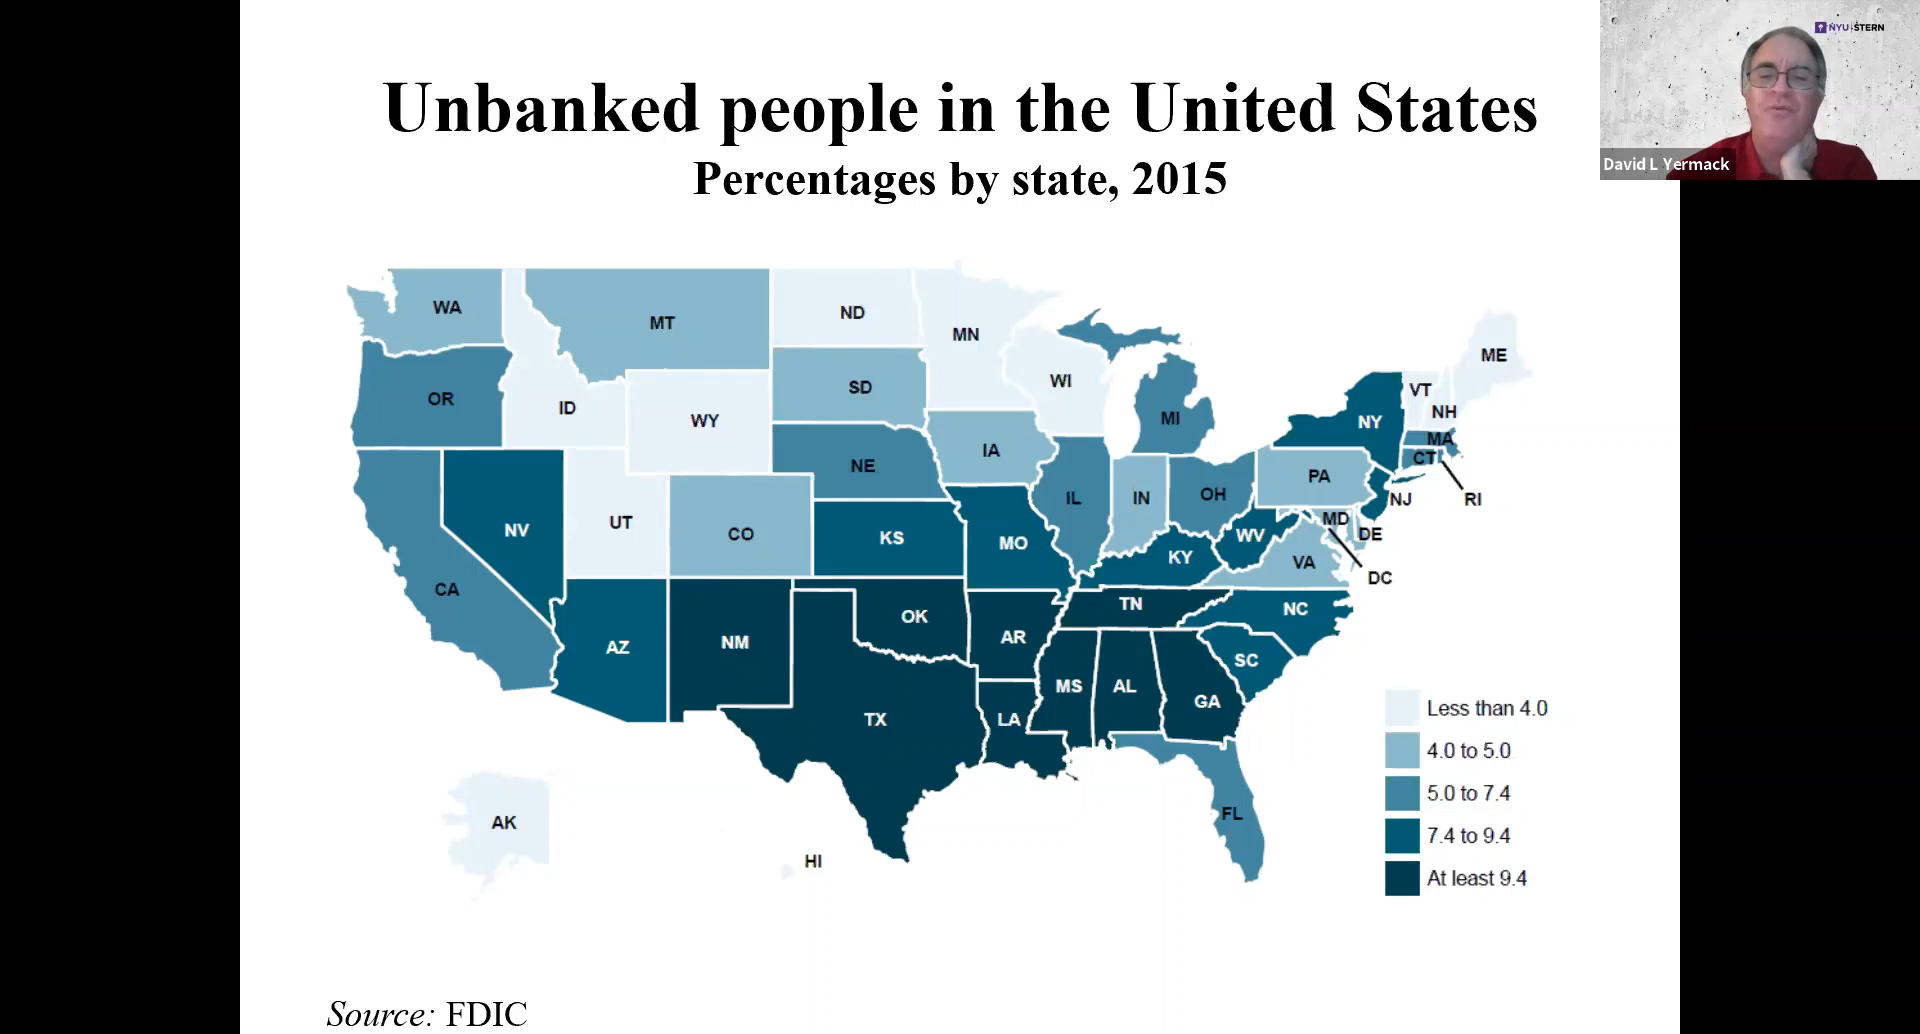 Unbanked people in the United States
Percentages by state, 2015
NYU STERN
David L Yermack
WA
MT
ND
MN
ME
OR
ID
WY
SD
WI
MI
VT
NH
NY
MA
CT
RI
NE
IA
PA
NJ
NV
UT
CO
KS
MO
IL
IN
OH
WV
MD
DE
VA
DC
KY
CA
AZ
NM
OK
AR
TN
NC
SC
TX
LA
MS
AL
GA
FL
AK
HI
Less than 4.0
4.0 to 5.0
5.0 to 7.4
7.4 to 9.4
At least 9.4
Source: FDIC